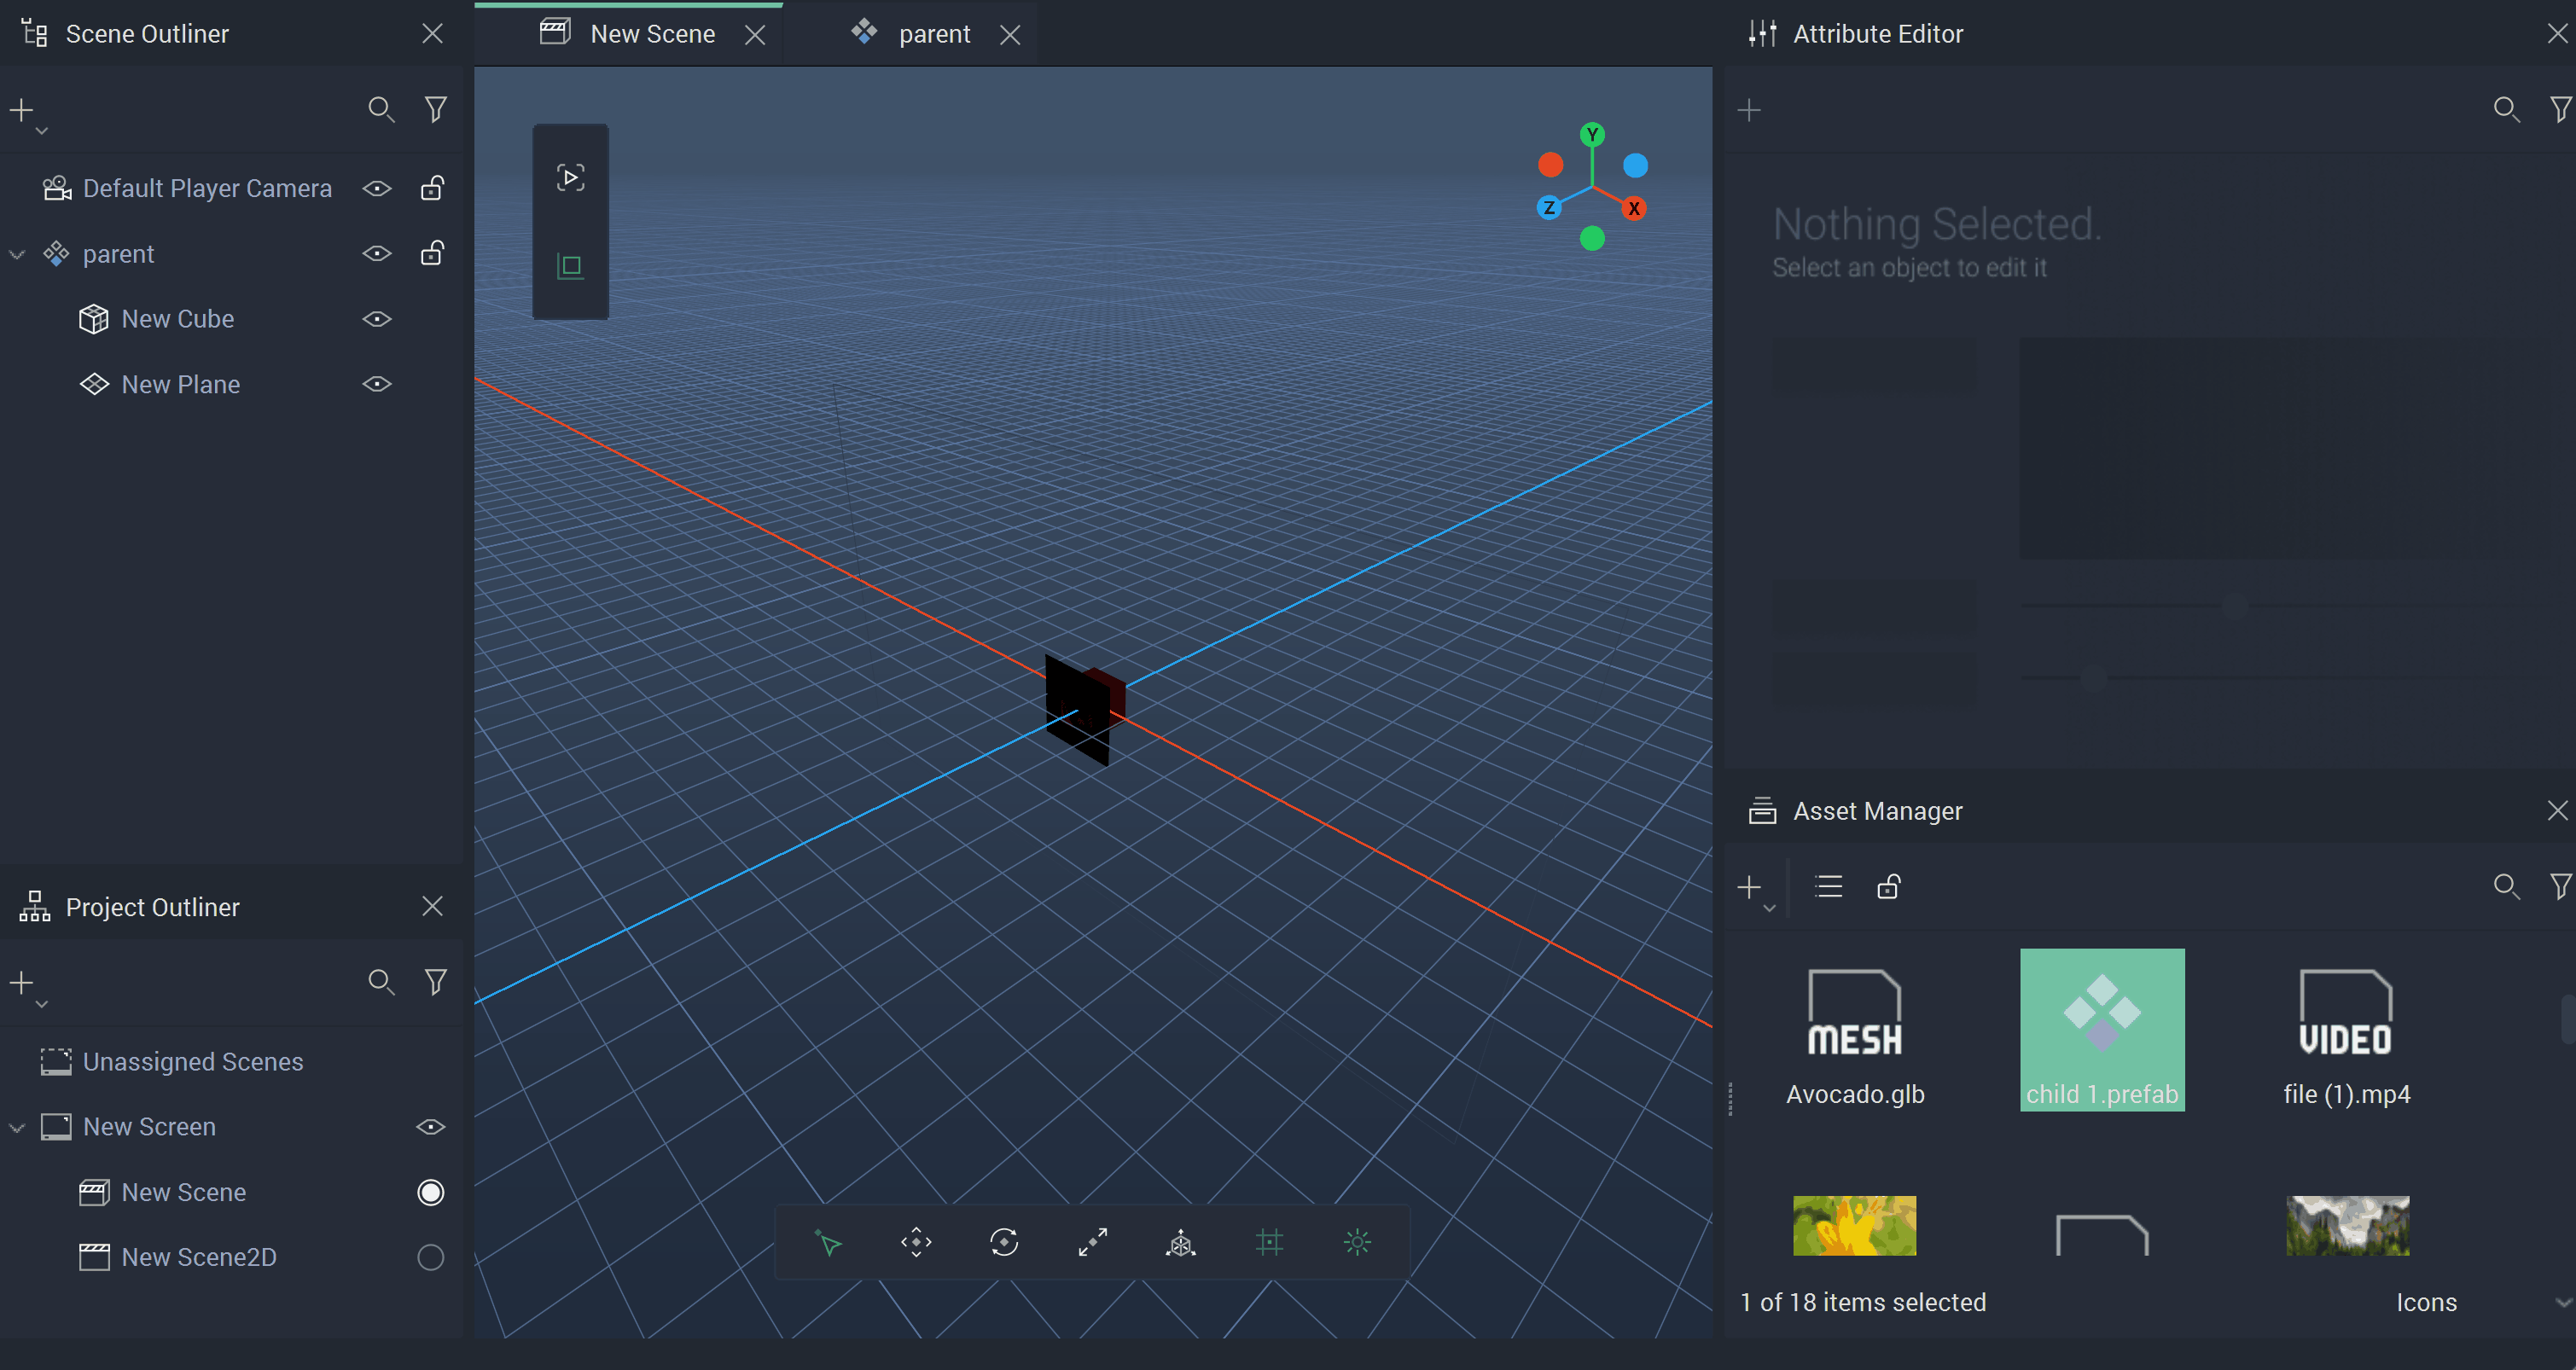 Scene Outliner
Default Player Camera
parent
New Cube
New Plane
Project Outliner
Unassigned Scenes
New Screen
New Scene
New Scene2D
New Scene
parent
Y
Z
X
Attribute Editor
Nothing Selected.
Select an object to edit it
Asset Manager
MESH
Avocado.glb
child 1.prefab
VIDEO
file (1).mp4
1 of 18 items selected
Icons